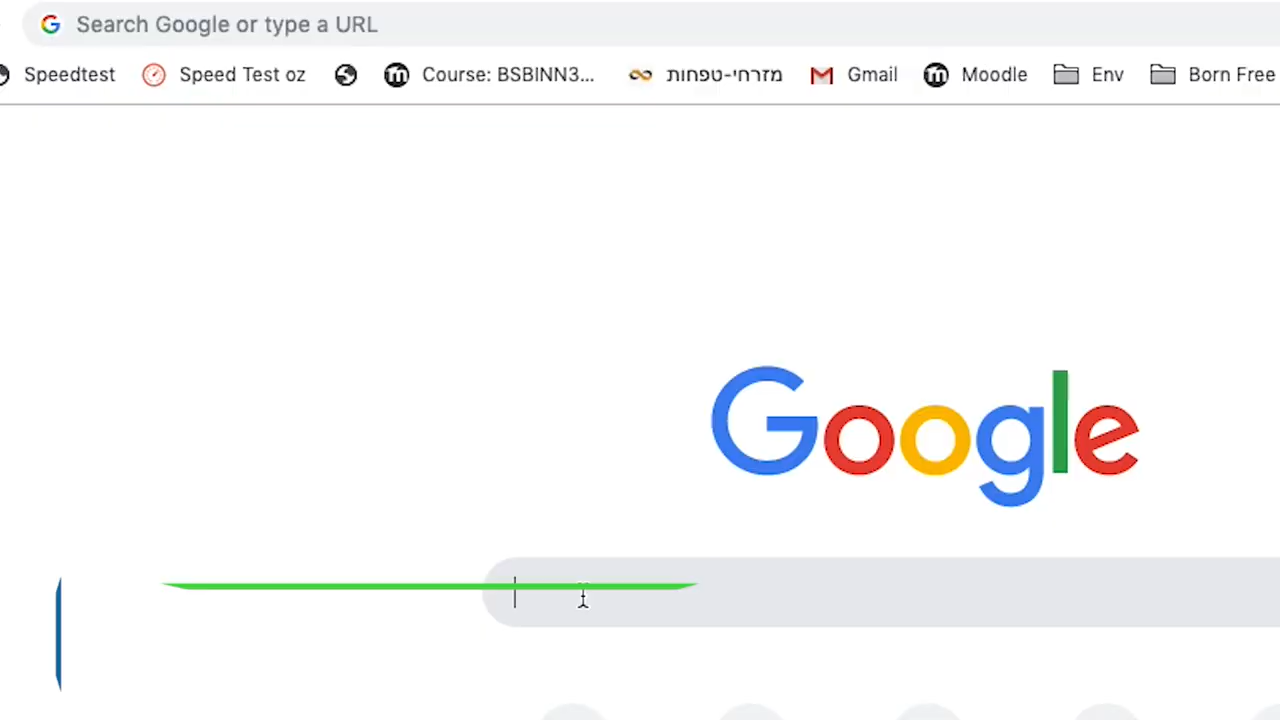 Search Google or type a URL
Speedtest Speed Test oz Course: BSBINN3... מזרחי-טפחות Gmail Moodle Env Born Free
Google